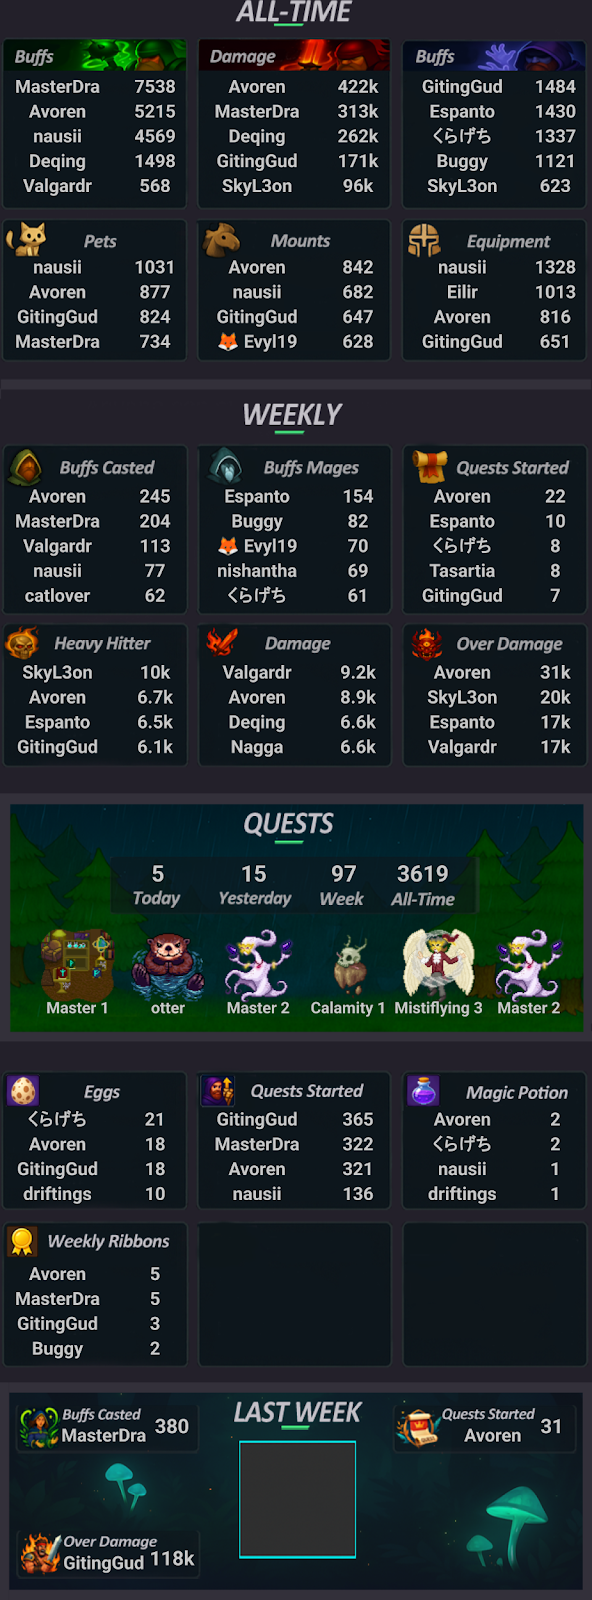 ALL-TIME
Buffs
MasterDra 7538
Avoren 5215
nausii 4569
Deqing 1498
Valgardr 568
Damage
Avoren 422k
MasterDra 313k
Deqing 262k
GitingGud 171k
SkyL3on 96k
Buffs
GitingGud 1484
Espanto 1430
くらげち 1337
Buggy 1121
SkyL3on 623
Pets
nausii 1031
Avoren 877
GitingGud 824
MasterDra 734
Mounts
Avoren 842
nausii 682
GitingGud 647
🦊 Evyl19 628
Equipment
nausii 1328
Eilir 1013
Avoren 816
GitingGud 651
WEEKLY
Buffs Casted
Avoren 245
MasterDra 204
Valgardr 113
nausii 77
catlover 62
Buffs Mages
Espanto 154
Buggy 82
🦊 Evyl19 70
nishantha 69
くらげち 61
Quests Started
Avoren 22
Espanto 10
くらげち 8
Tasartia 8
GitingGud 7
Heavy Hitter
SkyL3on 10k
Avoren 6.7k
Espanto 6.5k
GitingGud 6.1k
Damage
Valgardr 9.2k
Avoren 8.9k
Deqing 6.6k
Nagga 6.6k
Over Damage
Avoren 31k
SkyL3on 20k
Espanto 17k
Valgardr 17k
QUESTS
5 15 97 3619
Today Yesterday Week All-Time
Master 1 otter Master 2 Calamity 1 Mistiflying 3 Master 2
Eggs
くらげち 21
Avoren 18
GitingGud 18
driftings 10
Quests Started
GitingGud 365
MasterDra 322
Avoren 321
nausii 136
Magic Potion
Avoren 2
くらげち 2
nausii 1
driftings 1
Weekly Ribbons
Avoren 5
MasterDra 5
GitingGud 3
Buggy 2
LAST WEEK
Buffs Casted
MasterDra 380
Quests Started
Avoren 31
Over Damage
GitingGud 118k